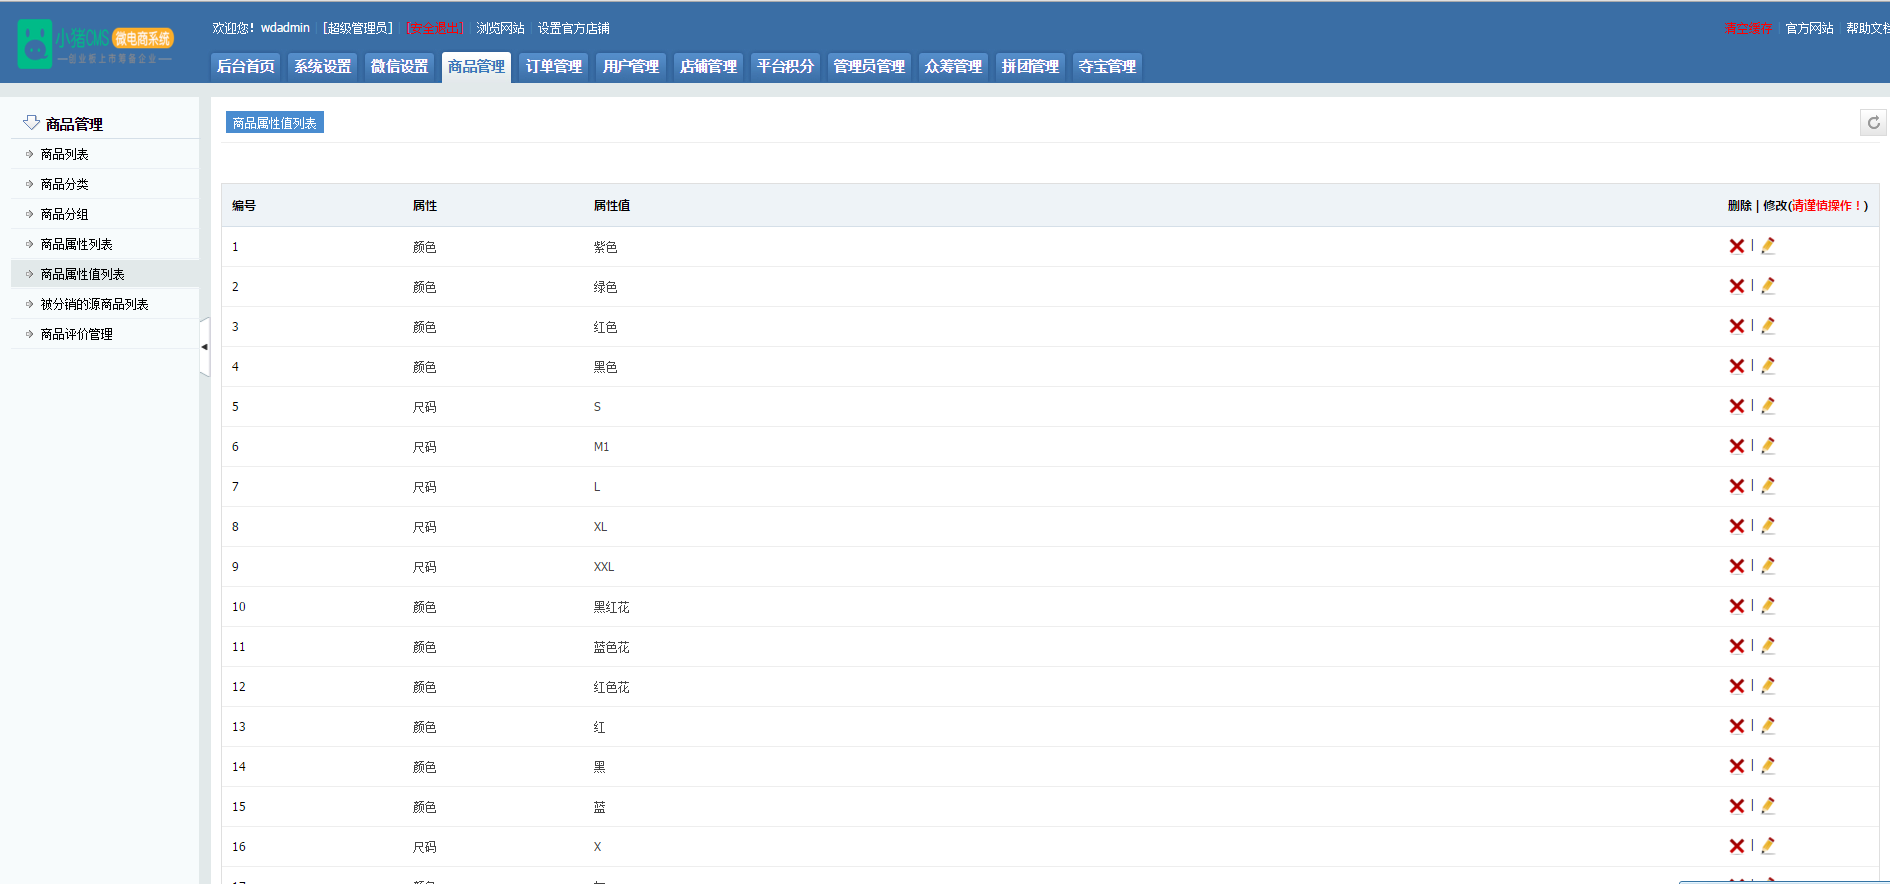 欢迎您! wdadmin [超级管理员] [安全退出] 浏览网站 设置官方店铺
清空缓存 官方网站 帮助文档
小猪CMS 微电商系统
后台首页 系统设置 微信设置 商品管理 订单管理 用户管理 店铺管理 平台积分 管理员管理 众筹管理 拼团管理 夺宝管理
商品管理
商品列表
商品分类
商品分组
商品属性列表
商品属性值列表
被分销的源商品列表
商品评价管理
商品属性值列表
编号 属性 属性值 删除 | 修改(请谨慎操作！)
1 颜色 紫色
2 颜色 绿色
3 颜色 红色
4 颜色 黑色
5 尺码 S
6 尺码 M1
7 尺码 L
8 尺码 XL
9 尺码 XXL
10 颜色 黑红花
11 颜色 蓝色花
12 颜色 红色花
13 颜色 红
14 颜色 黑
15 颜色 蓝
16 尺码 X